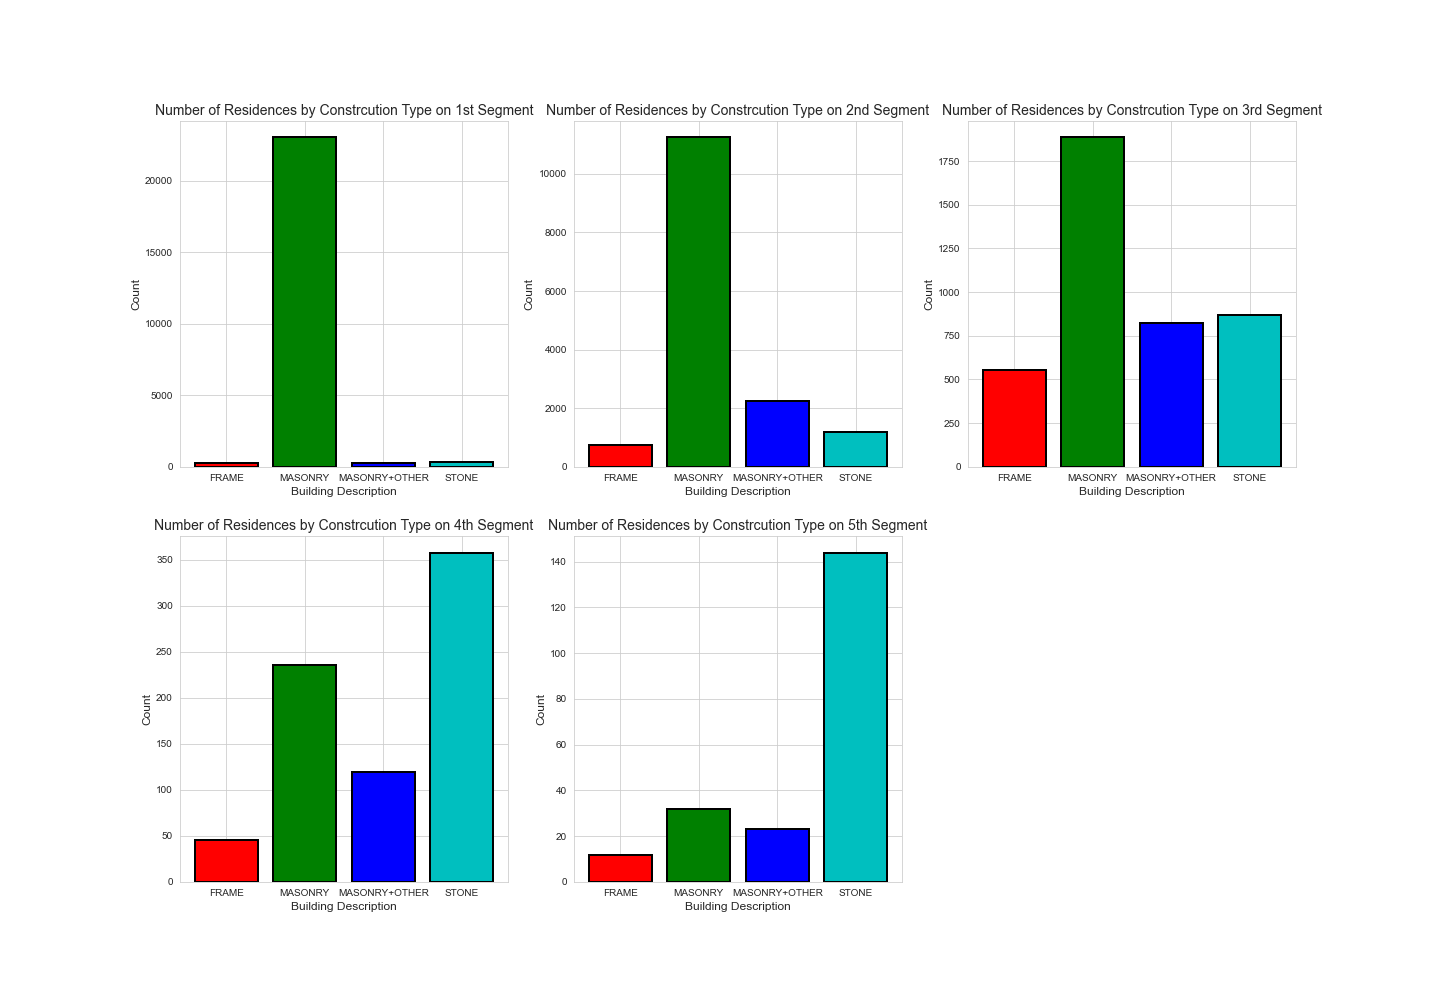 Number of Residences by Constrcution Type on 1st Segment
20000
15000
10000
5000
0
Count
FRAME MASONRY MASONRY+OTHER STONE
Building Description
Number of Residences by Constrcution Type on 2nd Segment
10000
8000
6000
4000
2000
0
Count
FRAME MASONRY MASONRY+OTHER STONE
Building Description
Number of Residences by Constrcution Type on 3rd Segment
1750
1500
1250
1000
750
500
250
0
Count
FRAME MASONRY MASONRY+OTHER STONE
Building Description
Number of Residences by Constrcution Type on 4th Segment
350
300
250
200
150
100
50
0
Count
FRAME MASONRY MASONRY+OTHER STONE
Building Description
Number of Residences by Constrcution Type on 5th Segment
140
120
100
80
60
40
20
0
Count
FRAME MASONRY MASONRY+OTHER STONE
Building Description